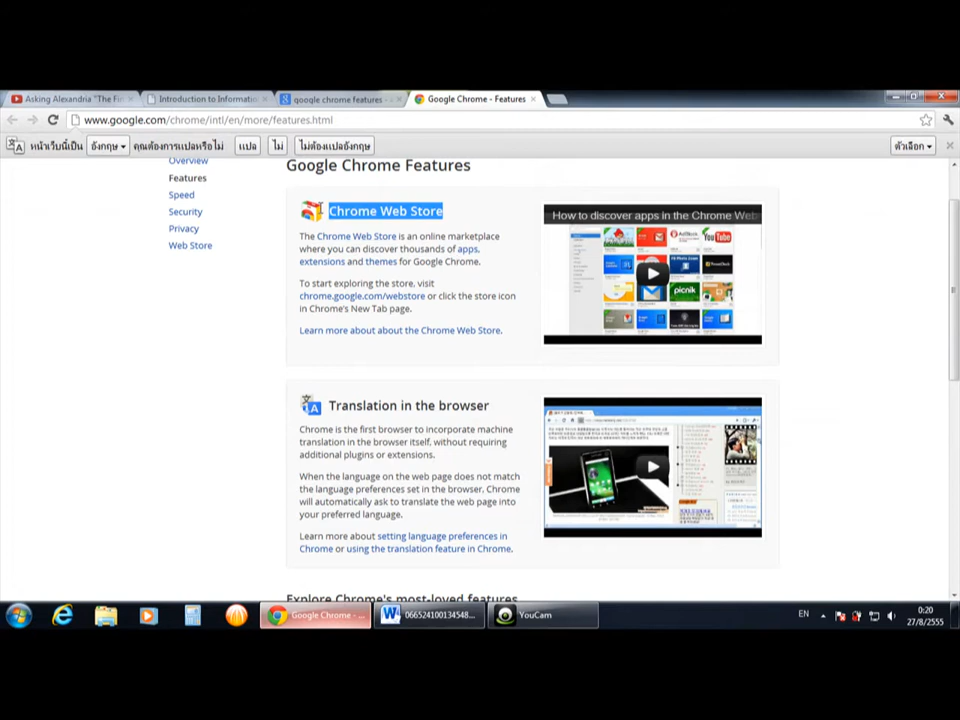 Asking Alexandria "The Fin
Introduction to Informatio
google chrome features -
Google Chrome - Features
www.google.com/chrome/intl/en/more/features.html
หน้าเว็บนี้เป็น อังกฤษ คุณต้องการแปลหรือไม่ แปล ไม่ ไม่ต้องแปลอังกฤษ ตัวเลือก
Overview
Features
Speed
Security
Privacy
Web Store
Google Chrome Features
Chrome Web Store
The Chrome Web Store is an online marketplace
where you can discover thousands of apps,
extensions and themes for Google Chrome.
To start exploring the store, visit
chrome.google.com/webstore or click the store icon
in Chrome's New Tab page.
Learn more about about the Chrome Web Store.
How to discover apps in the Chrome Web
YouTube
picnik
Translation in the browser
Chrome is the first browser to incorporate machine
translation in the browser itself, without requiring
additional plugins or extensions.
When the language on the web page does not match
the language preferences set in the browser, Chrome
will automatically ask to translate the web page into
your preferred language.
Learn more about setting language preferences in
Chrome or using the translation feature in Chrome.
Explore Chrome's most-loved features
Google Chrome - ...
066524100134548...
YouCam
EN
0:20
27/8/2555